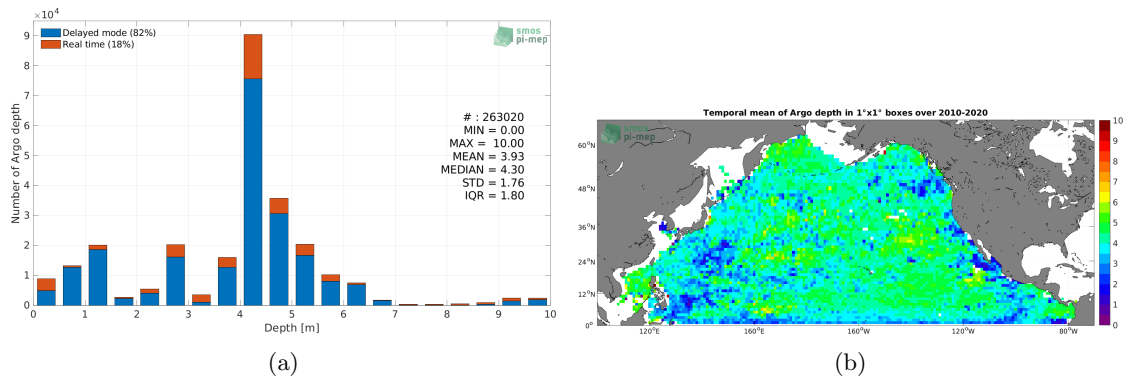 ×10⁴
9
8
7
6
5
4
3
2
1
0
Number of Argo depth
Delayed mode (82%)
Real time (18%)
smos
pi-mep
# : 263020
MIN = 0.00
MAX = 10.00
MEAN = 3.93
MEDIAN = 4.30
STD = 1.76
IQR = 1.80
0 1 2 3 4 5 6 7 8 9 10
Depth [m]
(a)
Temporal mean of Argo depth in 1°x1° boxes over 2010-2020
smos
pi-mep
60°N
48°N
36°N
24°N
12°N
0°
120°E 160°E 160°W 120°W 80°W
10
9
8
7
6
5
4
3
2
1
0
(b)